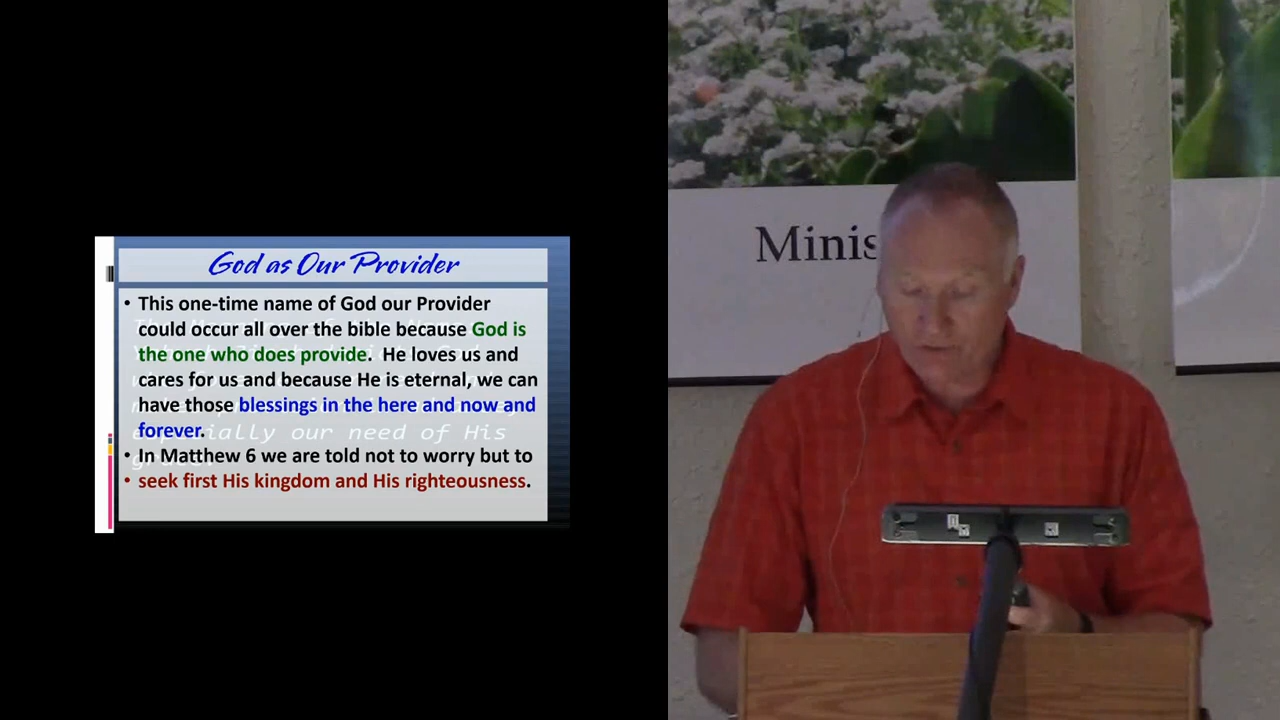 God as Our Provider
• This one-time name of God our Provider
could occur all over the bible because God is
the one who does provide. He loves us and
cares for us and because He is eternal, we can
have those blessings in the here and now and
forever.
• In Matthew 6 we are told not to worry but to
• seek first His kingdom and His righteousness.
Minis